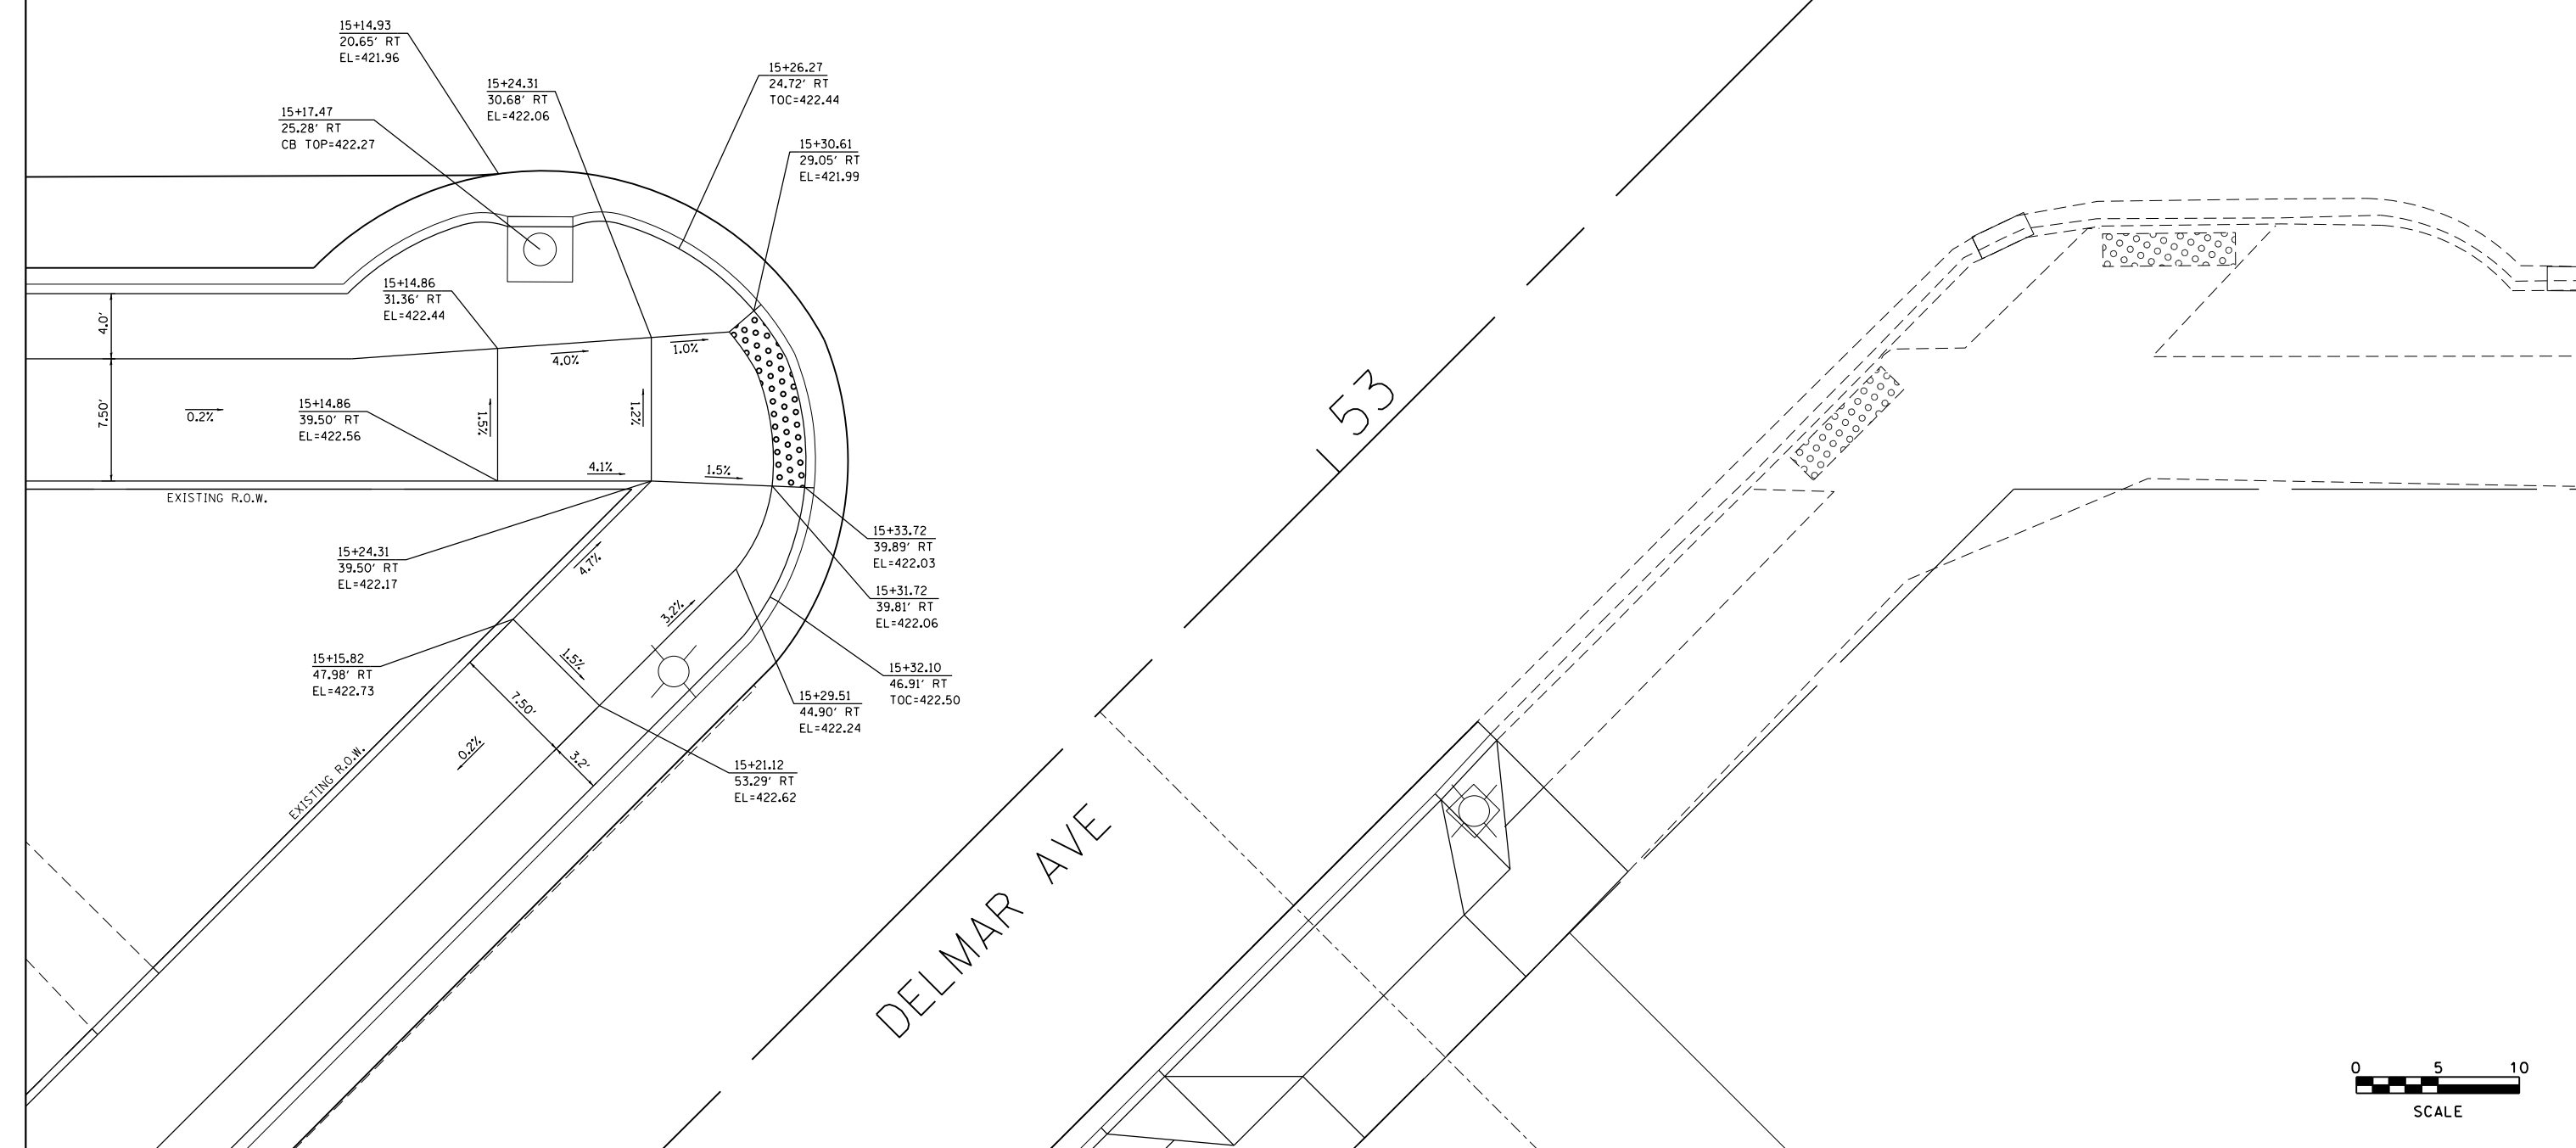 15+14.93
20.65' RT
EL=421.96
15+24.31
30.68' RT
EL=422.06
15+26.27
24.72' RT
TOC=422.44
15+17.47
25.28' RT
CB TOP=422.27
15+30.61
29.05' RT
EL=421.99
15+14.86
31.36' RT
EL=422.44
4.0'
4.0%
1.0%
7.50'
0.2%
15+14.86
39.50' RT
EL=422.56
1.5%
1.2%
4.1%
1.5%
EXISTING R.O.W.
15+24.31
39.50' RT
EL=422.17
4.7%
15+33.72
39.89' RT
EL=422.03
15+31.72
39.81' RT
EL=422.06
3.2%
15+15.82
47.98' RT
EL=422.73
1.5%
15+32.10
46.91' RT
TOC=422.50
15+29.51
44.90' RT
EL=422.24
7.50'
3.2'
0.2%
EXISTING R.O.W.
15+21.12
53.29' RT
EL=422.62
L 53
DELMAR AVE
0 5 10
SCALE